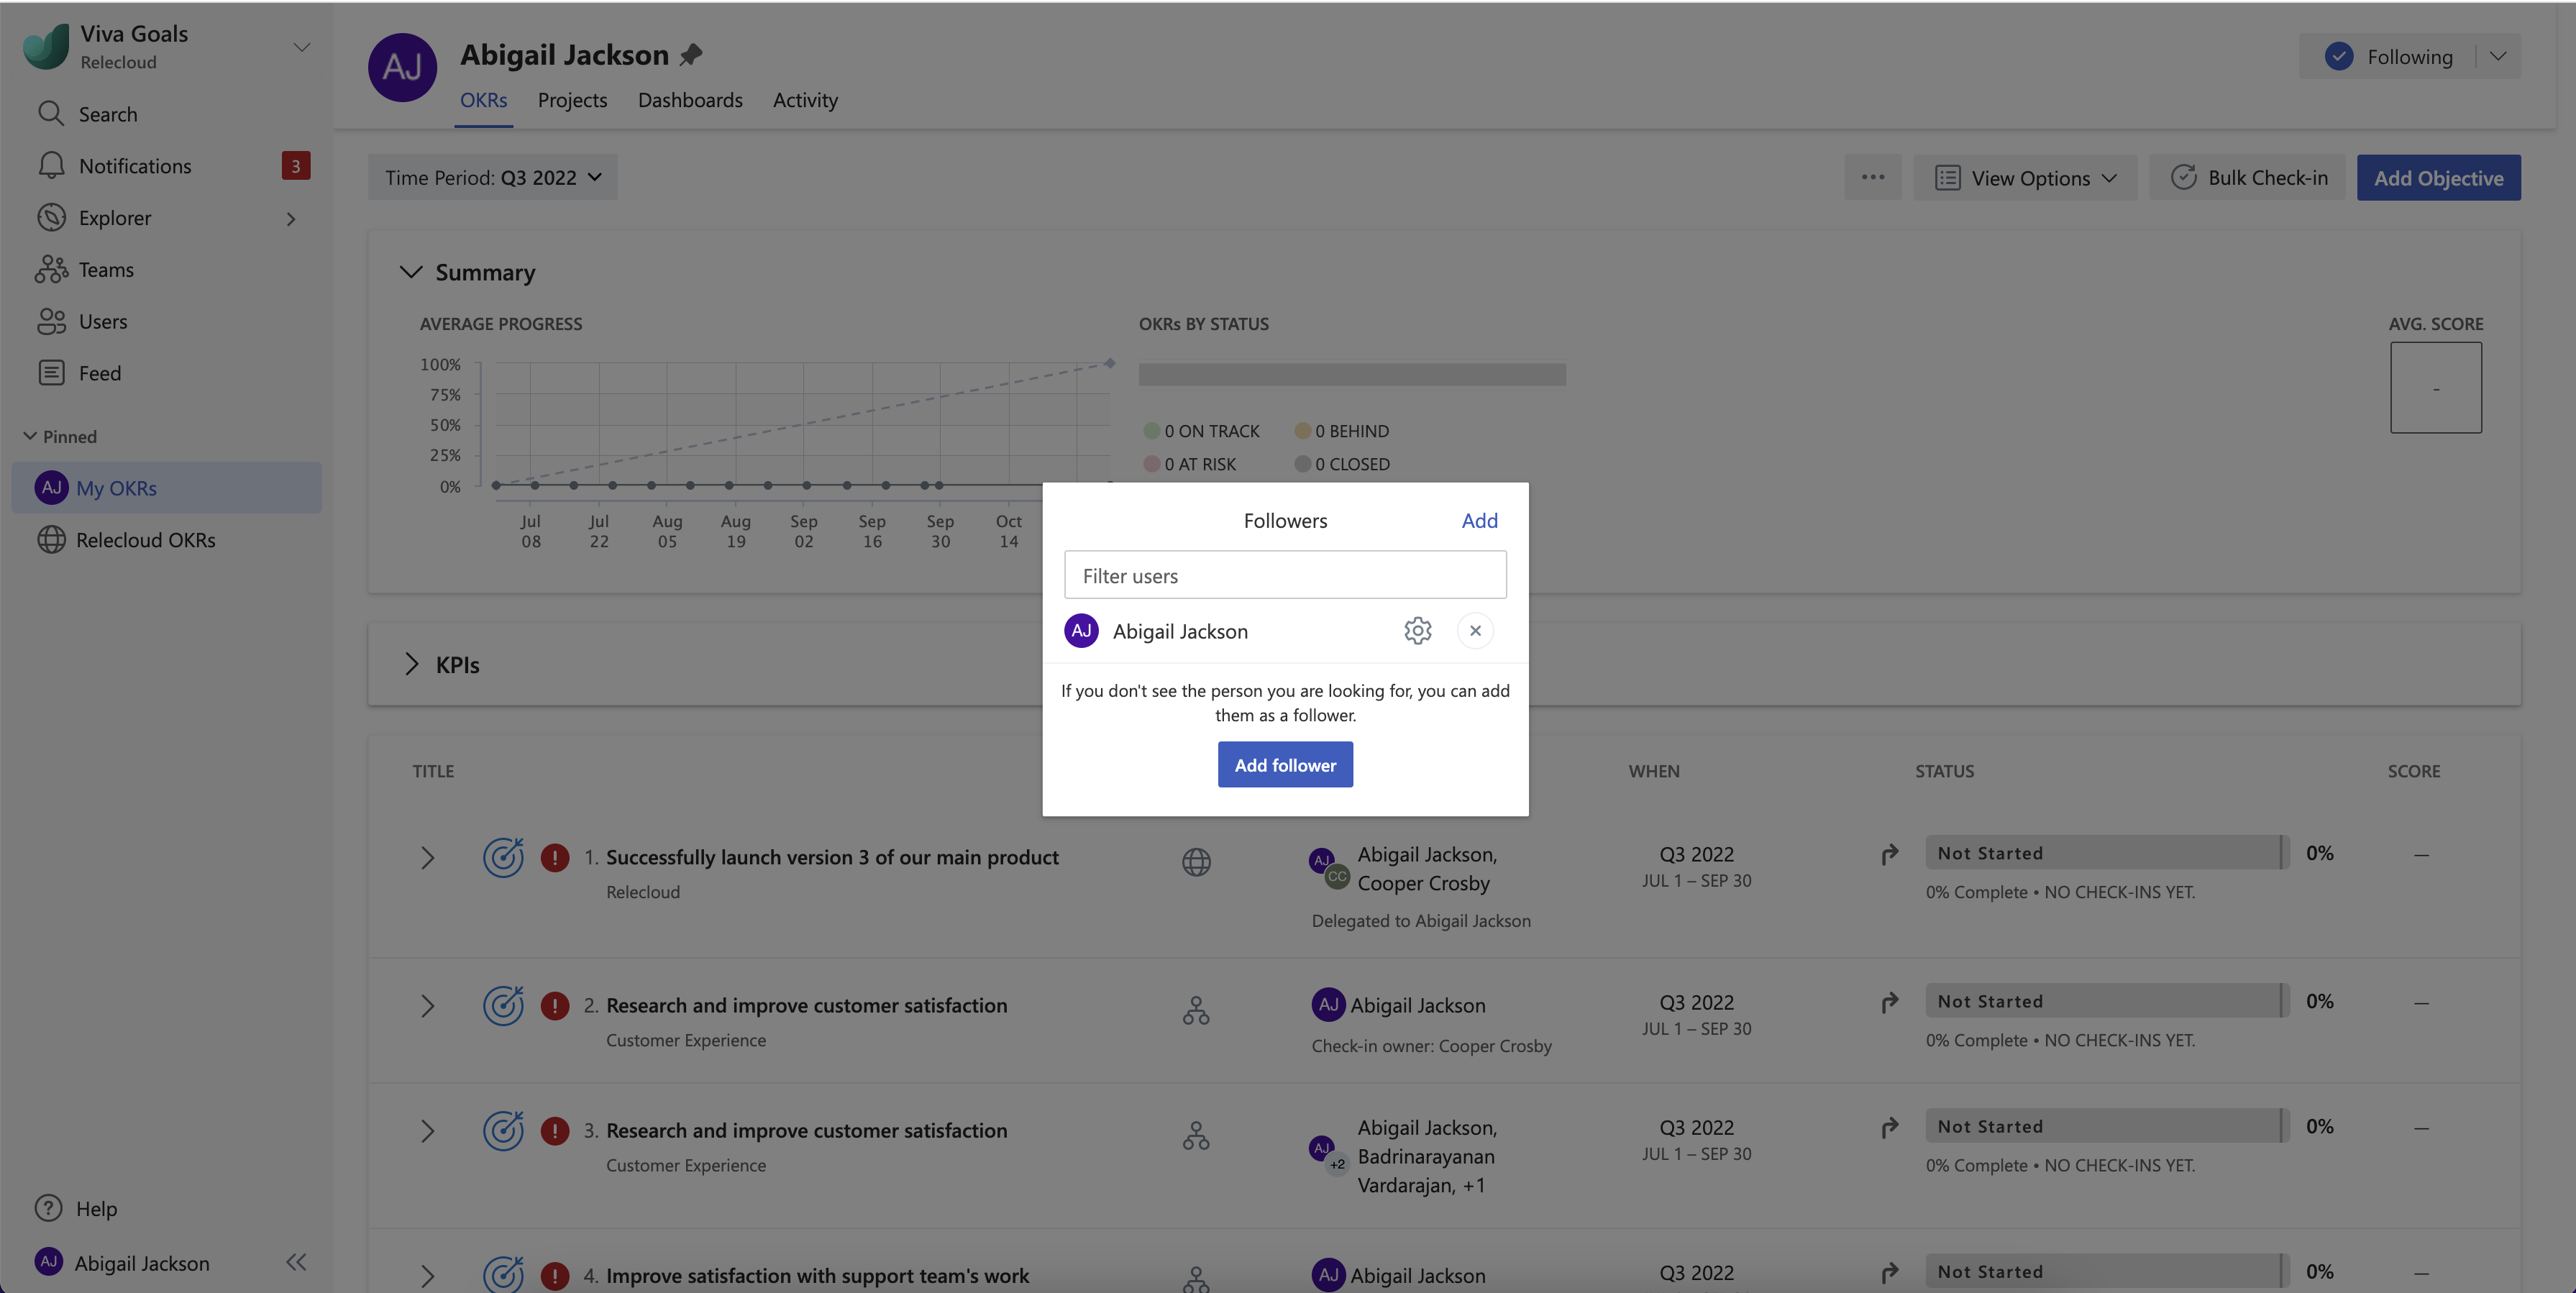 Viva Goals
Relecloud
Search
Notifications
3
Explorer
Teams
Users
Feed
Pinned
AJ My OKRs
Relecloud OKRs
Help
AJ Abigail Jackson
AJ
Abigail Jackson
OKRs Projects Dashboards Activity
Following
Time Period: Q3 2022
••• View Options Bulk Check-in Add Objective
Summary
AVERAGE PROGRESS
100%
75%
50%
25%
0%
Jul 08
Jul 22
Aug 05
Aug 19
Sep 02
Sep 16
Sep 30
Oct 14
OKRs BY STATUS
0 ON TRACK 0 BEHIND
0 AT RISK 0 CLOSED
AVG. SCORE
-
Followers Add
Filter users
AJ Abigail Jackson
If you don't see the person you are looking for, you can add
them as a follower.
Add follower
KPIs
TITLE WHEN STATUS SCORE
1. Successfully launch version 3 of our main product
Relecloud
AJ CC
Abigail Jackson,
Cooper Crosby
Delegated to Abigail Jackson
Q3 2022
JUL 1 – SEP 30
Not Started 0% —
0% Complete • NO CHECK-INS YET.
2. Research and improve customer satisfaction
Customer Experience
AJ Abigail Jackson
Check-in owner: Cooper Crosby
Q3 2022
JUL 1 – SEP 30
Not Started 0% —
0% Complete • NO CHECK-INS YET.
3. Research and improve customer satisfaction
Customer Experience
AJ +2
Abigail Jackson,
Badrinarayanan
Vardarajan, +1
Q3 2022
JUL 1 – SEP 30
Not Started 0% —
0% Complete • NO CHECK-INS YET.
4. Improve satisfaction with support team's work
AJ Abigail Jackson
Q3 2022
Not Started 0% —